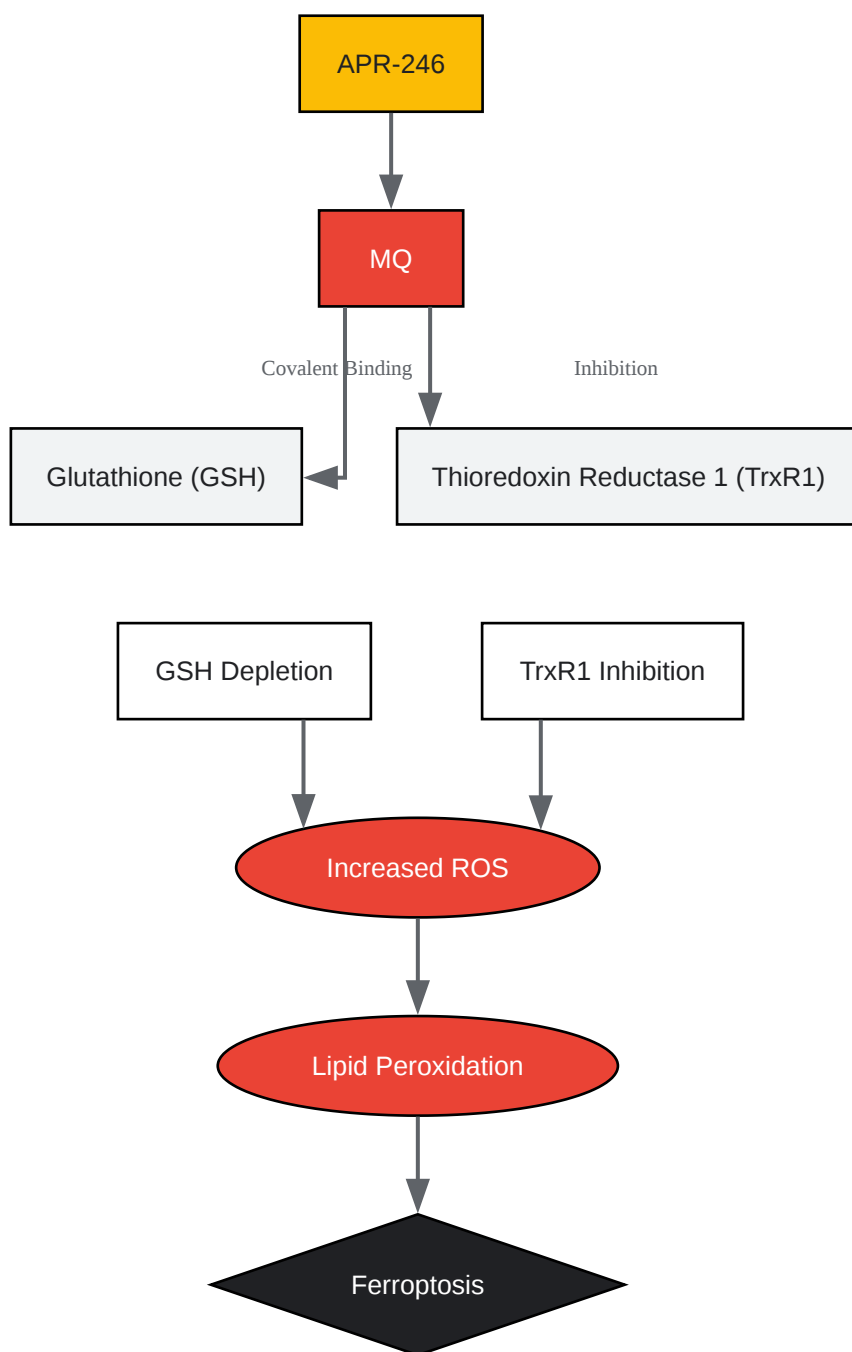 APR-246
MQ
Covalent Binding
Inhibition
Glutathione (GSH)
Thioredoxin Reductase 1 (TrxR1)
GSH Depletion
TrxR1 Inhibition
Increased ROS
Lipid Peroxidation
Ferroptosis